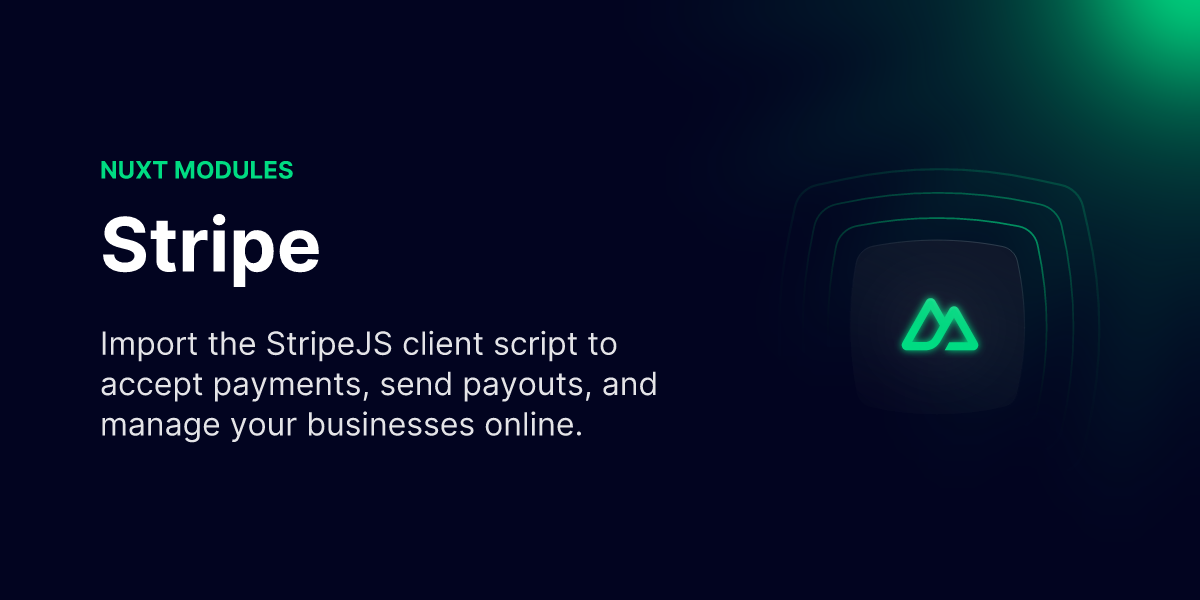 NUXT MODULES
Stripe
Import the StripeJS client script to
accept payments, send payouts, and
manage your businesses online.